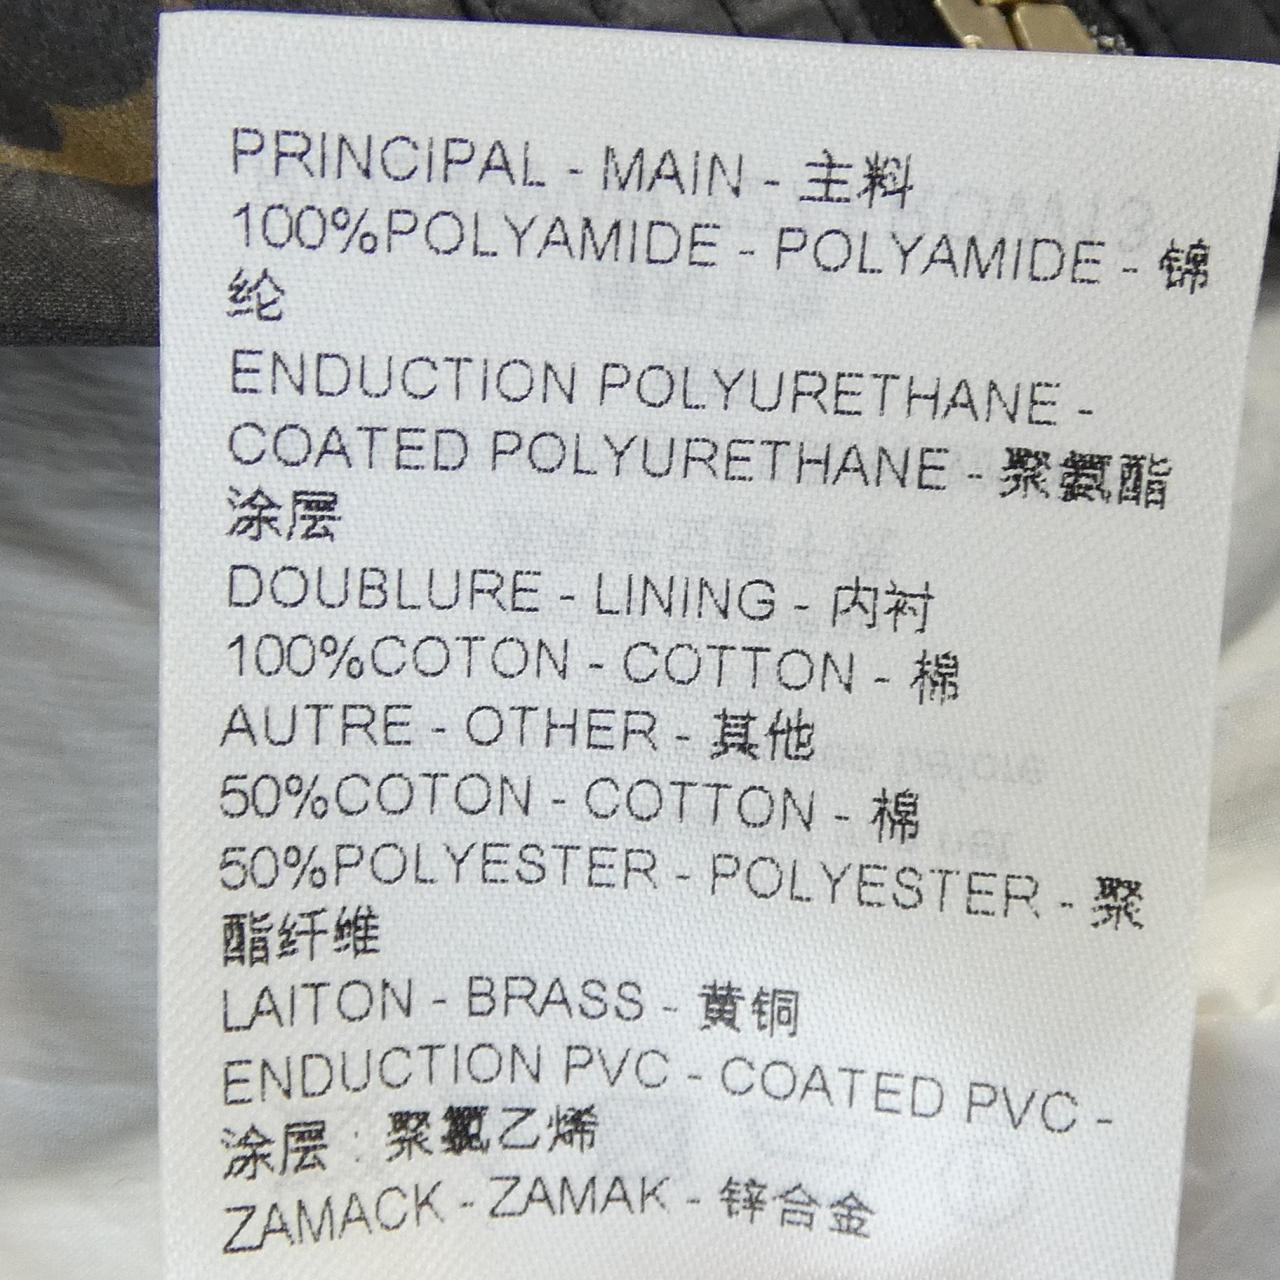 PRINCIPAL - MAIN - 主料
100%POLYAMIDE - POLYAMIDE - 锦
纶
ENDUCTION POLYURETHANE -
COATED POLYURETHANE - 聚氨酯
涂层
DOUBLURE - LINING - 内衬
100%COTON - COTTON - 棉
AUTRE - OTHER - 其他
50%COTON - COTTON - 棉
50%POLYESTER - POLYESTER - 聚
酯纤维
LAITON - BRASS - 黄铜
ENDUCTION PVC - COATED PVC -
涂层 : 聚氯乙烯
ZAMACK - ZAMAK - 锌合金